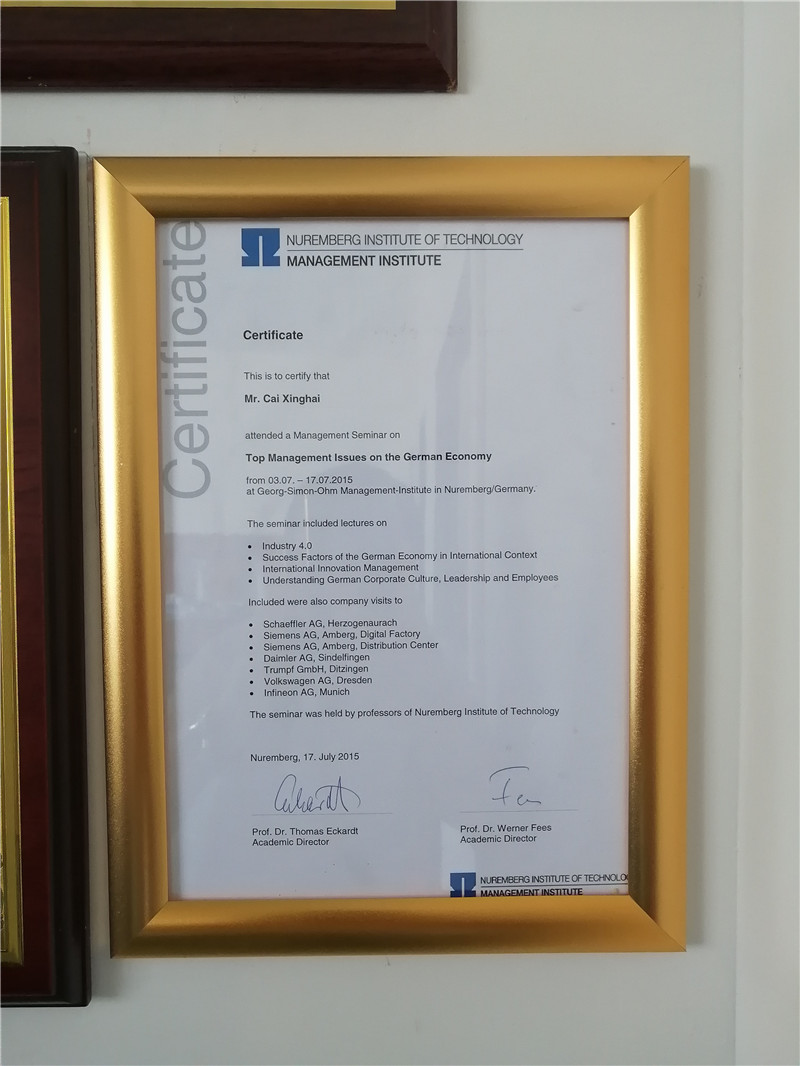 Certificate
NUREMBERG INSTITUTE OF TECHNOLOGY
MANAGEMENT INSTITUTE
Certificate
This is to certify that
Mr. Cai Xinghai
attended a Management Seminar on
Top Management Issues on the German Economy
from 03.07. – 17.07.2015
at Georg-Simon-Ohm Management-Institute in Nuremberg/Germany.
The seminar included lectures on
• Industry 4.0
• Success Factors of the German Economy in International Context
• International Innovation Management
• Understanding German Corporate Culture, Leadership and Employees
Included were also company visits to
• Schaeffler AG, Herzogenaurach
• Siemens AG, Amberg, Digital Factory
• Siemens AG, Amberg, Distribution Center
• Daimler AG, Sindelfingen
• Trumpf GmbH, Ditzingen
• Volkswagen AG, Dresden
• Infineon AG, Munich
The seminar was held by professors of Nuremberg Institute of Technology
Nuremberg, 17. July 2015
Eckardt Fees
Prof. Dr. Thomas Eckardt Prof. Dr. Werner Fees
Academic Director Academic Director
NUREMBERG INSTITUTE OF TECHNOLO
MANAGEMENT INSTITUTE